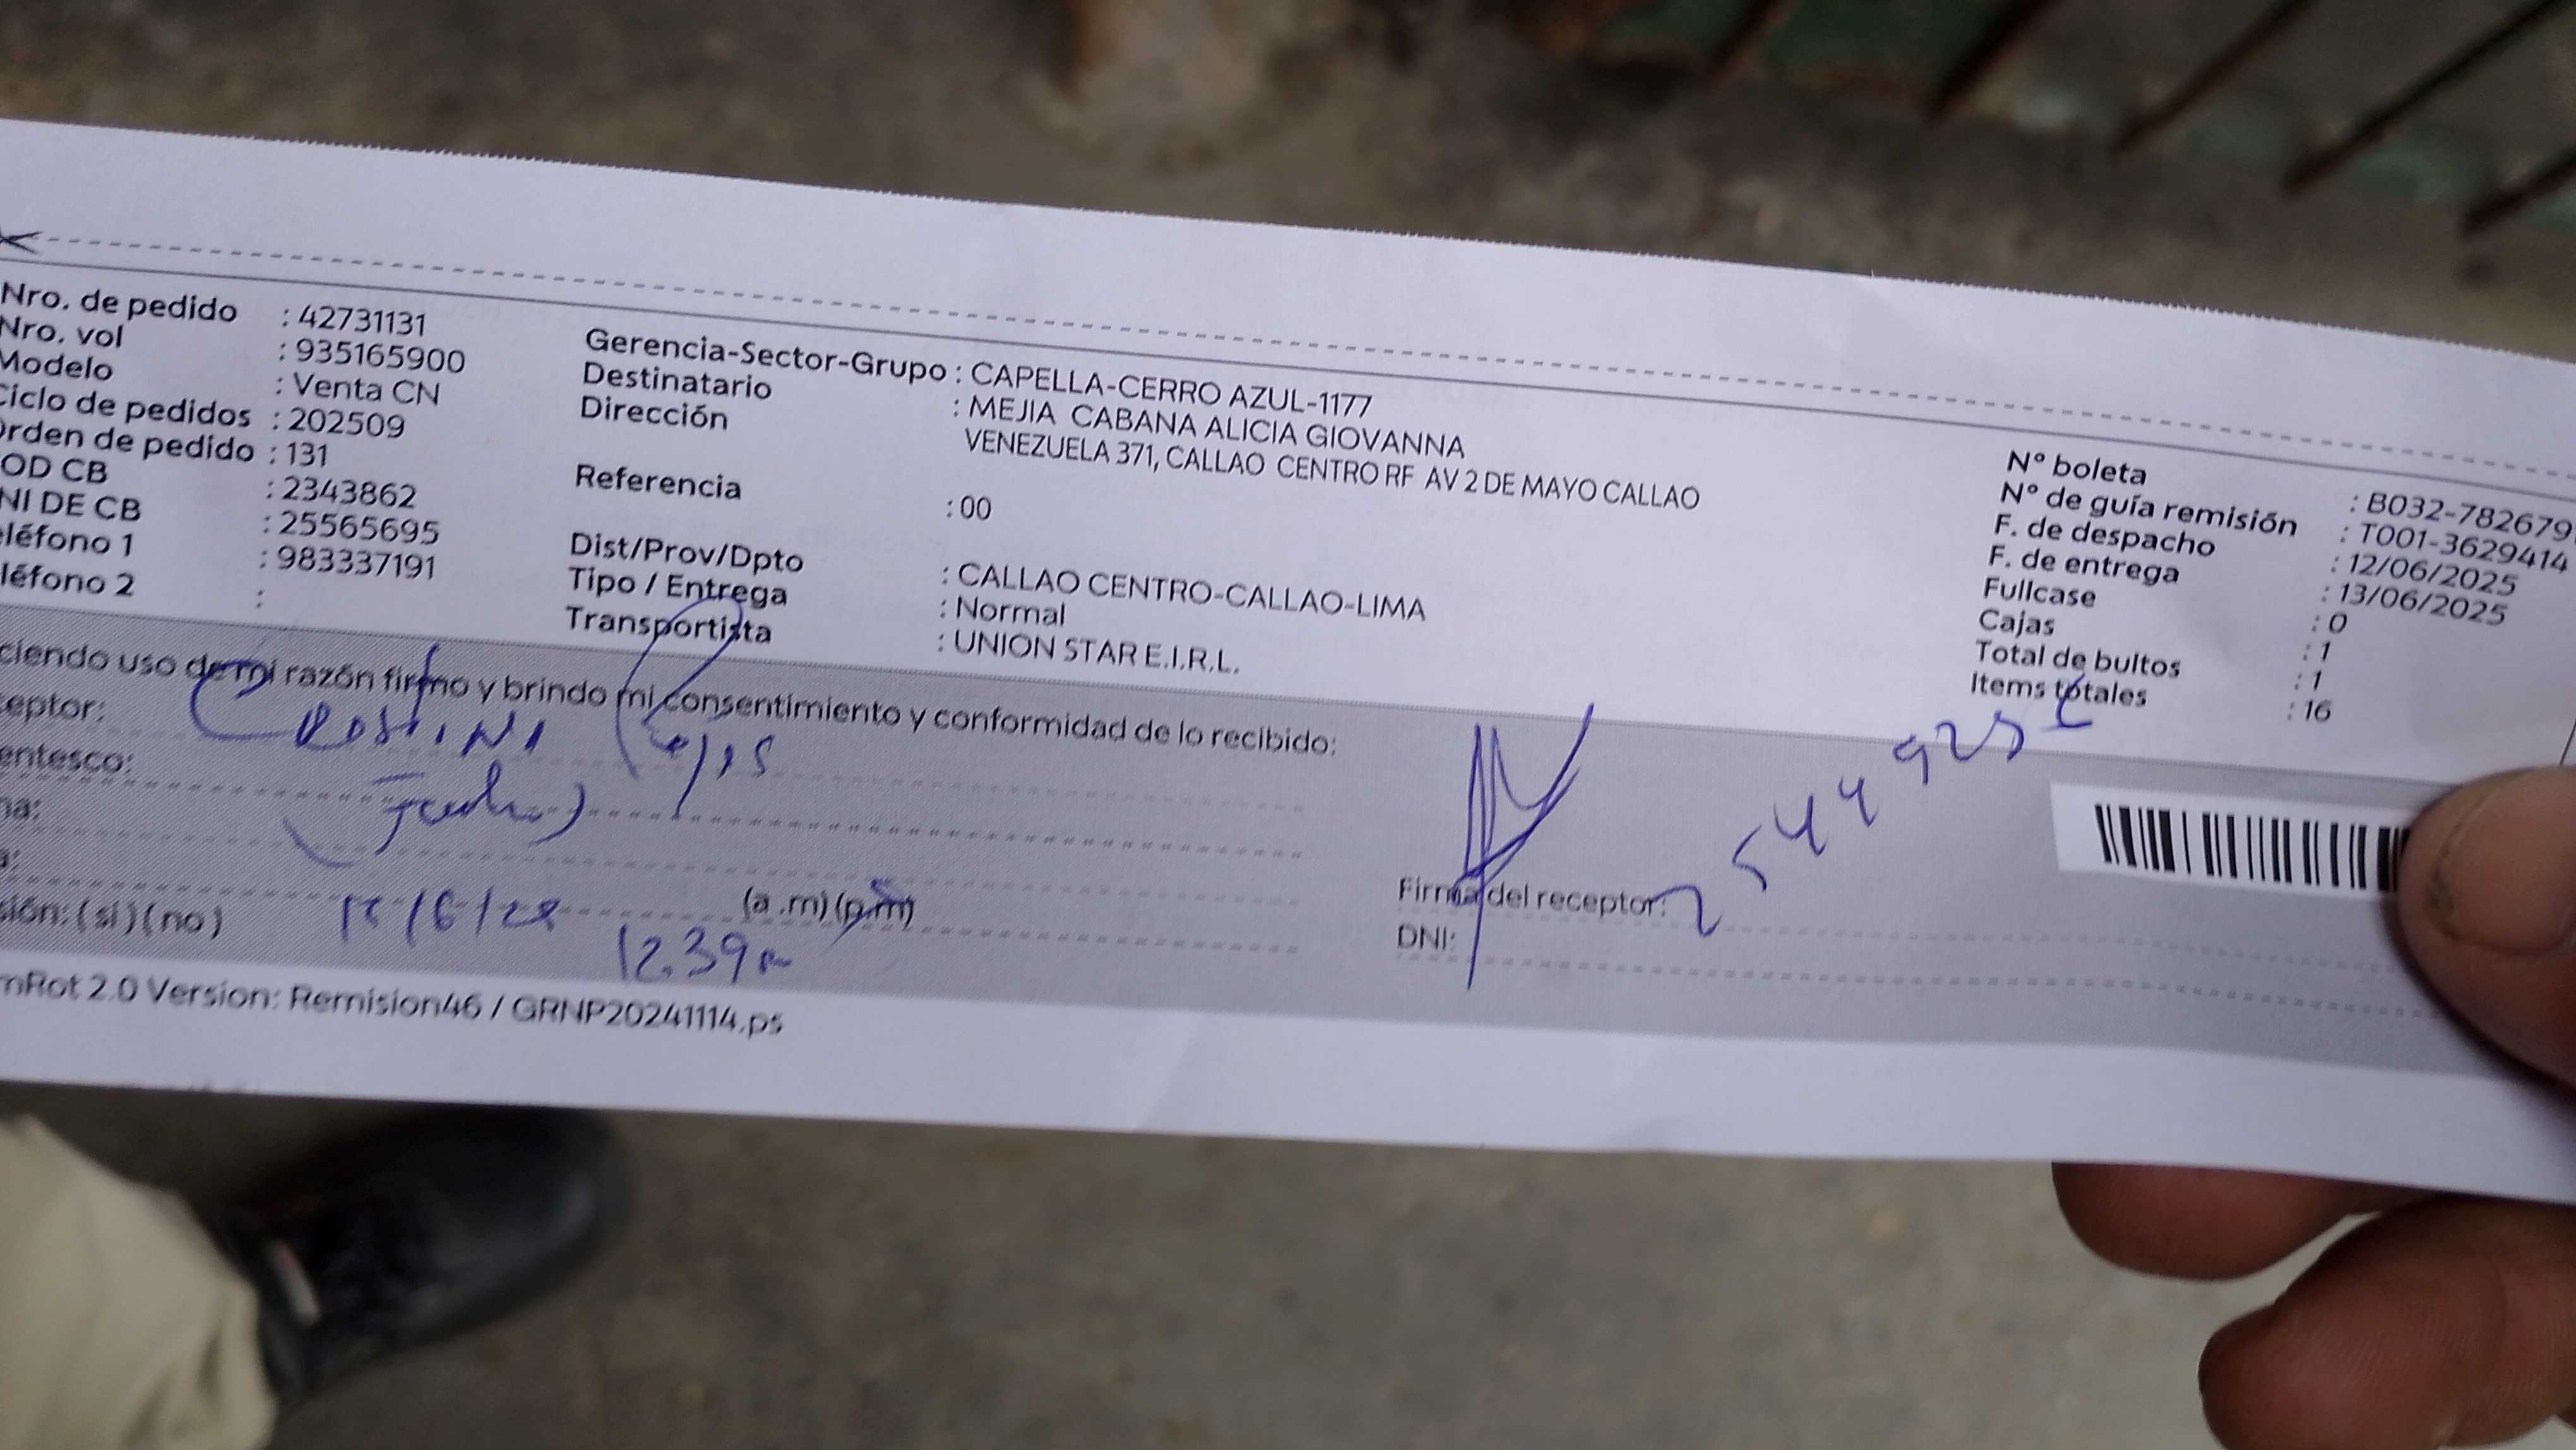 Nro. de pedido : 42731131
Nro. vol : 935165900
Modelo : Venta CN
Ciclo de pedidos : 202509
Orden de pedido : 131
OD CB : 2343862
NI DE CB : 25565695
eléfono 1 : 983337191
léfono 2 :
Gerencia-Sector-Grupo : CAPELLA-CERRO AZUL-1177
Destinatario : MEJIA CABANA ALICIA GIOVANNA
Dirección VENEZUELA 371, CALLAO CENTRO RF AV 2 DE MAYO CALLAO
Referencia : 00
Dist/Prov/Dpto : CALLAO CENTRO-CALLAO-LIMA
Tipo / Entrega : Normal
Transportista : UNION STAR E.I.R.L.
N° boleta : B032-782679
N° de guía remisión : T001-3629414
F. de despacho : 12/06/2025
F. de entrega : 13/06/2025
Fullcase : 0
Cajas : 1
Total de bultos : 1
Items totales : 16
ciendo uso de mi razón firmo y brindo mi consentimiento y conformidad de lo recibido:
ceptor:
entesco:
na:
a:
(a.m)(p.m)
12.39
sión: (si)(no)
Firma del receptor:
DNI:
mRot 2.0 Version: Remision46 / GRNP20241114.ps